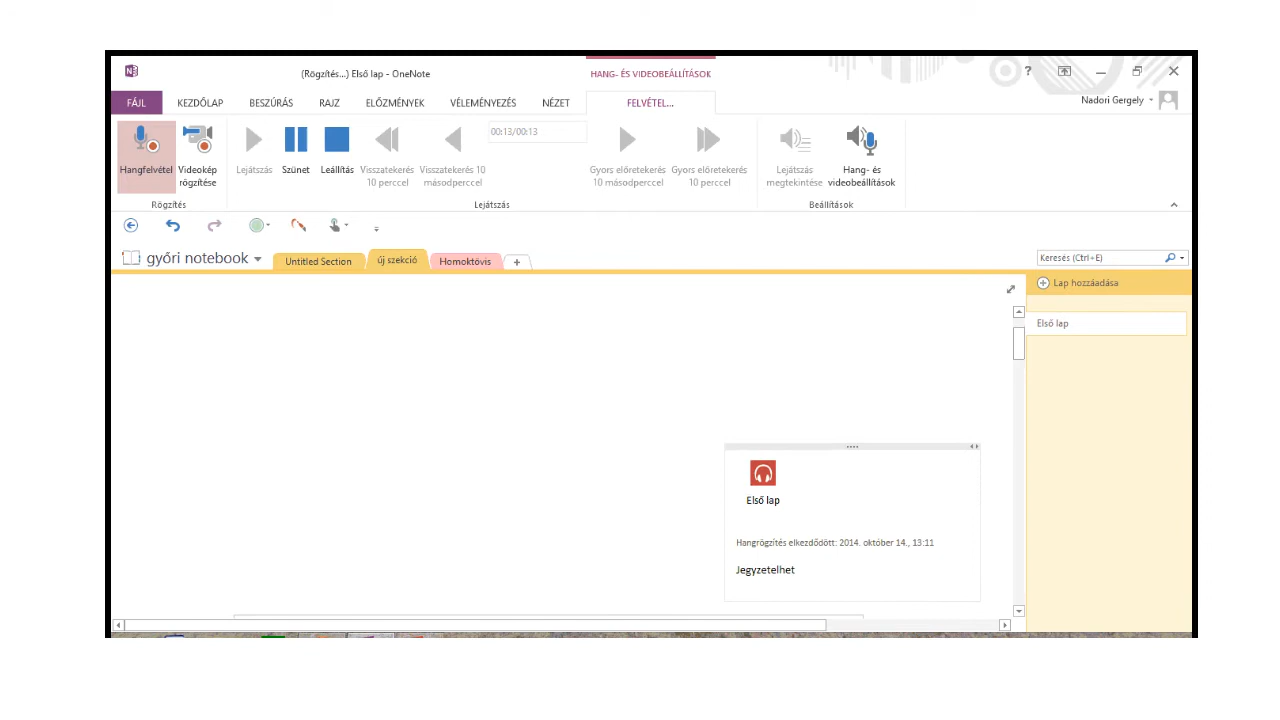 (Rögzítés...) Első lap - OneNote
HANG- ÉS VIDEOBEÁLLÍTÁSOK
?
FÁJL KEZDŐLAP BESZÚRÁS RAJZ ELŐZMÉNYEK VÉLEMÉNYEZÉS NÉZET FELVÉTEL... Nadori Gergely
00:13/00:13
Hangfelvétel Videokép rögzítése Lejátszás Szünet Leállítás Visszatekerés 10 perccel Visszatekerés 10 másodperccel Gyors előretekerés 10 másodperccel Gyors előretekerés 10 perccel Lejátszás megtekintése Hang- és videobeállítások
Rögzítés Lejátszás Beállítások
győri notebook Untitled Section új szekció Homoktövis + Keresés (Ctrl+E)
Lap hozzáadása
Első lap
Első lap
Hangrögzítés elkezdődött: 2014. október 14., 13:11
Jegyzetelhet